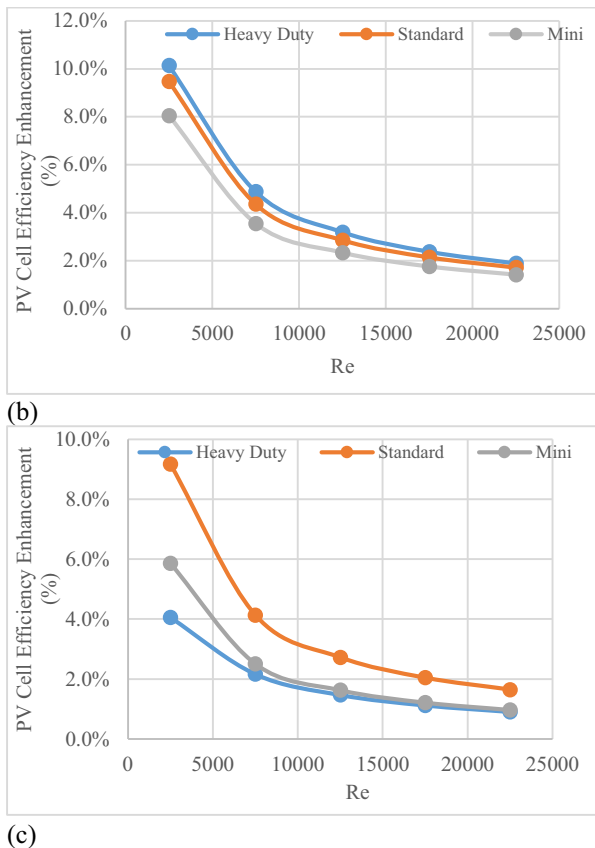 12.0%
Heavy Duty Standard Mini
10.0%
8.0%
6.0%
4.0%
2.0%
0.0%
PV Cell Efficiency Enhancement
(%)
0 5000 10000 15000 20000 25000
Re
(b)
10.0%
Heavy Duty Standard Mini
8.0%
6.0%
4.0%
2.0%
0.0%
PV Cell Efficiency Enhancement
(%)
0 5000 10000 15000 20000 25000
Re
(c)